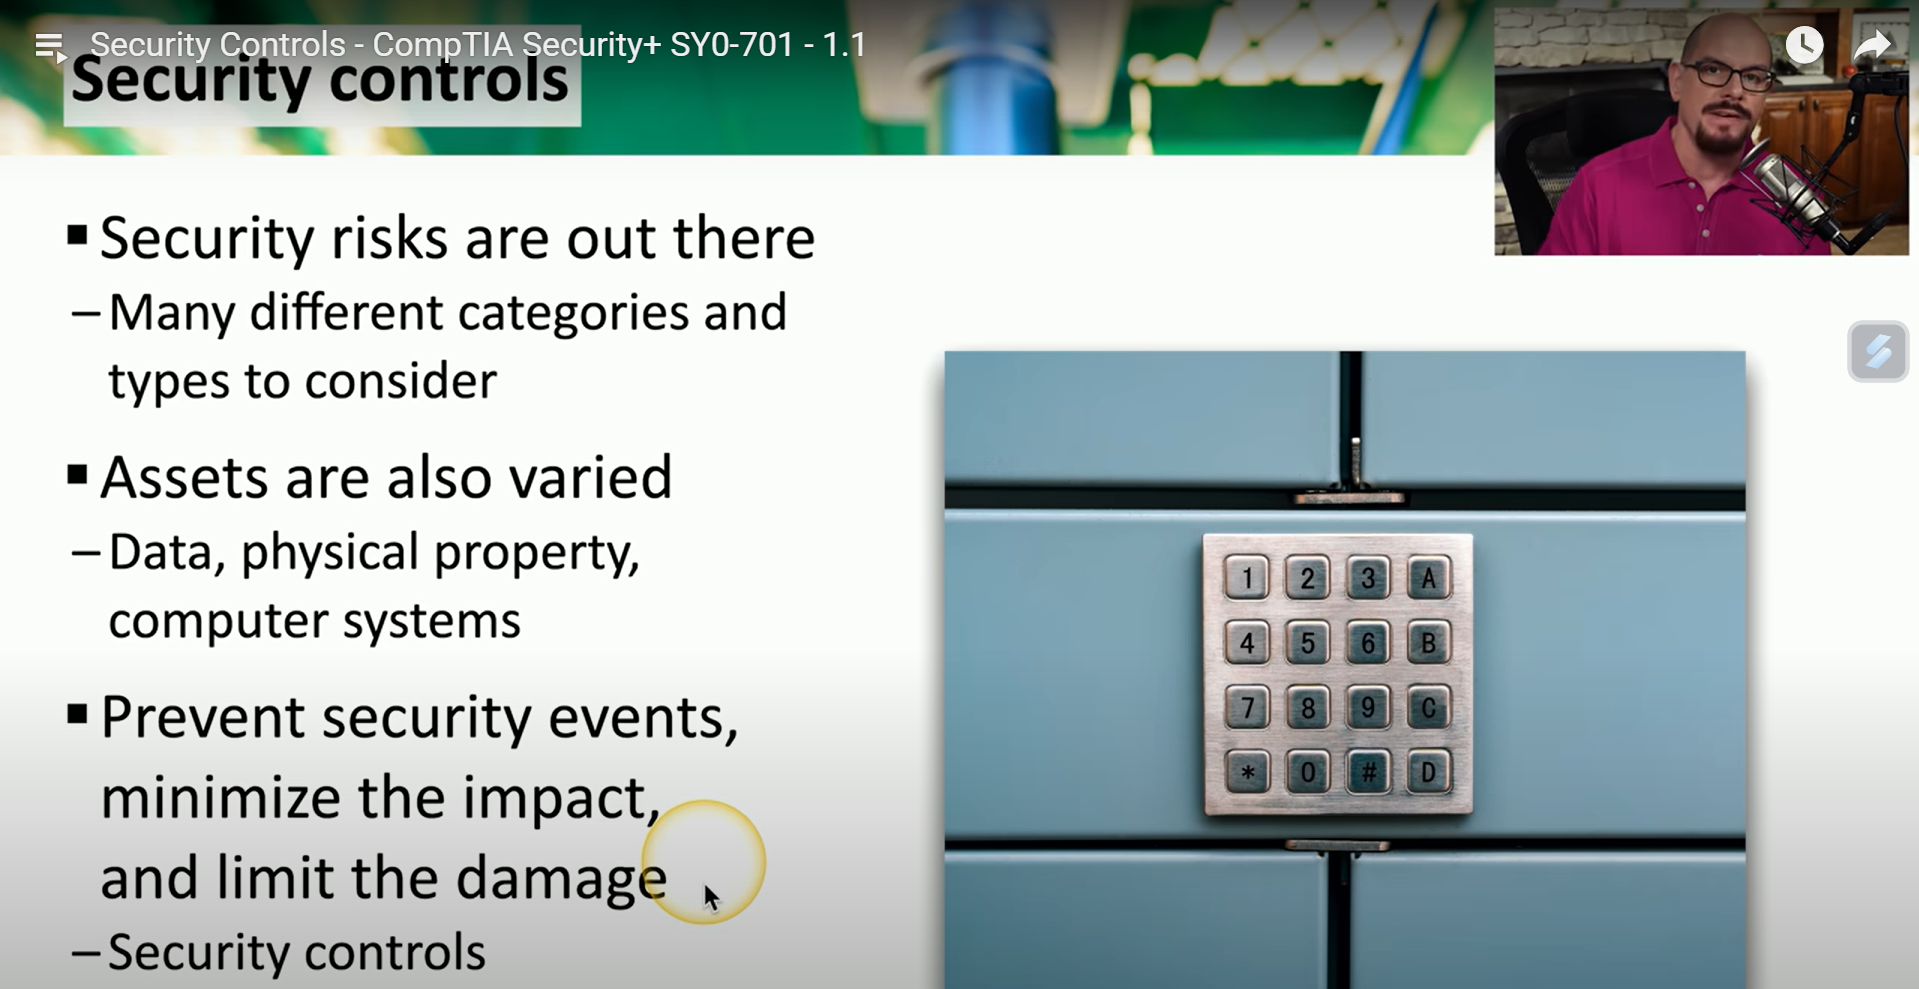 Security Controls - CompTIA Security+ SY0-701 - 1.1
Security controls
▪ Security risks are out there
– Many different categories and
types to consider
▪ Assets are also varied
– Data, physical property,
computer systems
▪ Prevent security events,
minimize the impact,
and limit the damage
– Security controls
1 2 3 A
4 5 6 B
7 8 9 C
* 0 # D